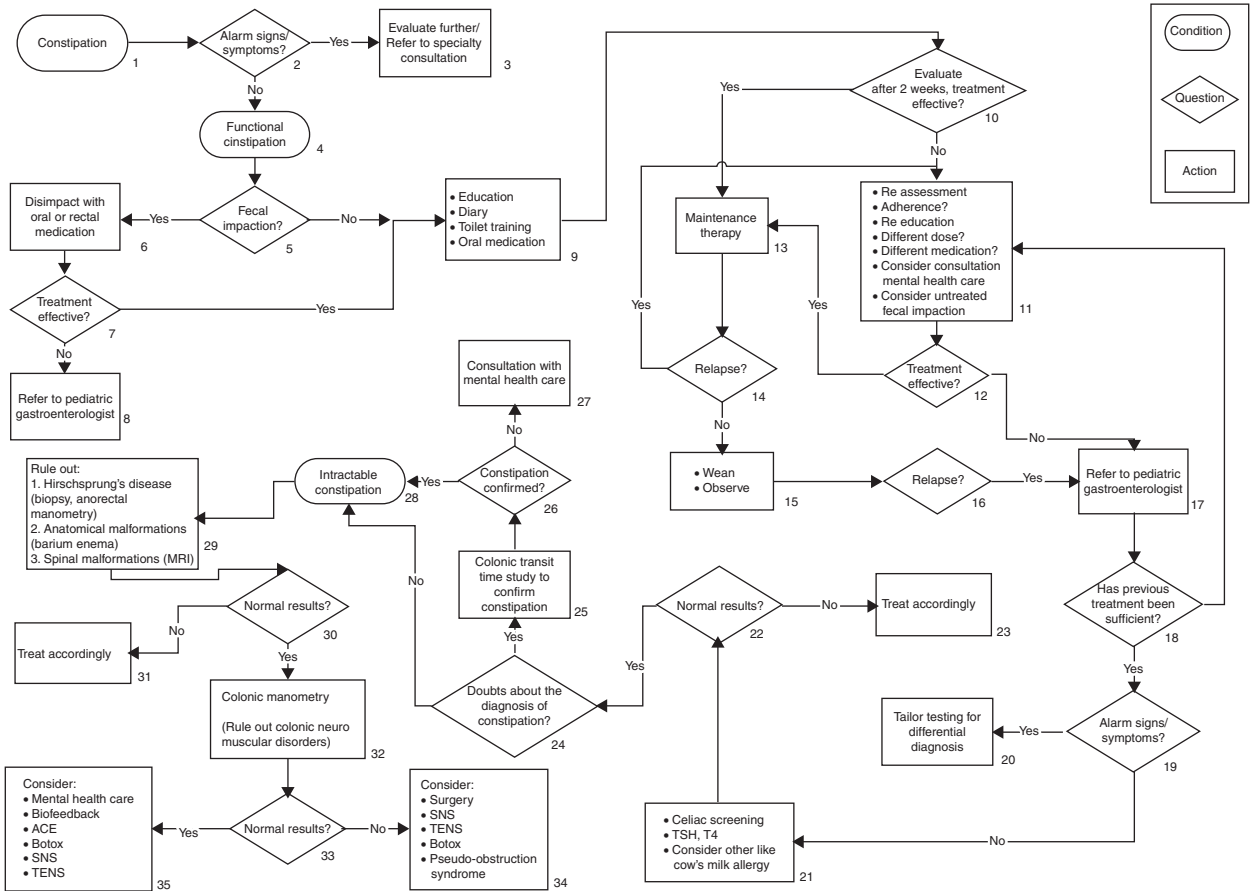 Constipation
1
Alarm signs/
symptoms?
2
Yes
Evaluate further/
Refer to specialty
consultation
3
No
Functional
cinstipation
4
Fecal
impaction?
5
Yes
Disimpact with
oral or rectal
medication
6
No
Treatment
effective?
7
Yes
No
Refer to pediatric
gastroenterologist
8
• Education
• Diary
• Toilet training
• Oral medication
9
Evaluate
after 2 weeks, treatment
effective?
10
Yes
No
• Re assessment
• Adherence?
• Re education
• Different dose?
• Different medication?
• Consider consultation
mental health care
• Consider untreated
fecal impaction
11
Treatment
effective?
12
Yes
No
Maintenance
therapy
13
Relapse?
14
Yes
No
• Wean
• Observe
15
Relapse?
16
Yes
Refer to pediatric
gastroenterologist
17
Has previous
treatment been
sufficient?
18
Yes
Alarm signs/
symptoms?
19
Yes
Tailor testing for
differential
diagnosis
20
No
• Celiac screening
• TSH, T4
• Consider other like
cow's milk allergy
21
Normal results?
22
No
Treat accordingly
23
Yes
Doubts about the
diagnosis of
constipation?
24
Yes
No
Colonic transit
time study to
confirm
constipation
25
Constipation
confirmed?
26
No
Consultation with
mental health care
27
Yes
Intractable
constipation
28
Rule out:
1. Hirschsprung's disease
(biopsy, anorectal
manometry)
2. Anatomical malformations
(barium enema)
3. Spinal malformations (MRI)
29
Normal results?
30
No
Treat accordingly
31
Yes
Colonic manometry
(Rule out colonic neuro
muscular disorders)
32
Normal results?
33
No
Consider:
• Surgery
• SNS
• TENS
• Botox
• Pseudo-obstruction
syndrome
34
Yes
Consider:
• Mental health care
• Biofeedback
• ACE
• Botox
• SNS
• TENS
35
Condition
Question
Action